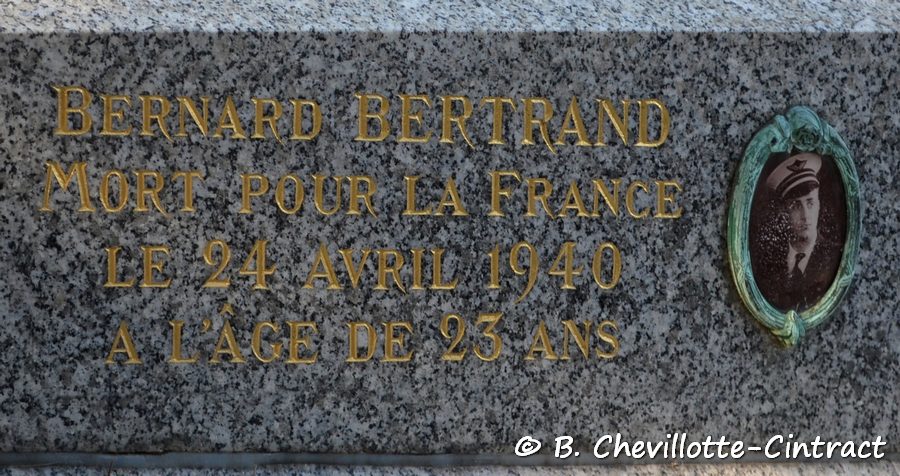 BERNARD BERTRAND
MORT POUR LA FRANCE
LE 24 AVRIL 1940
A L'ÂGE DE 23 ANS
© B. Chevillotte-Cintract